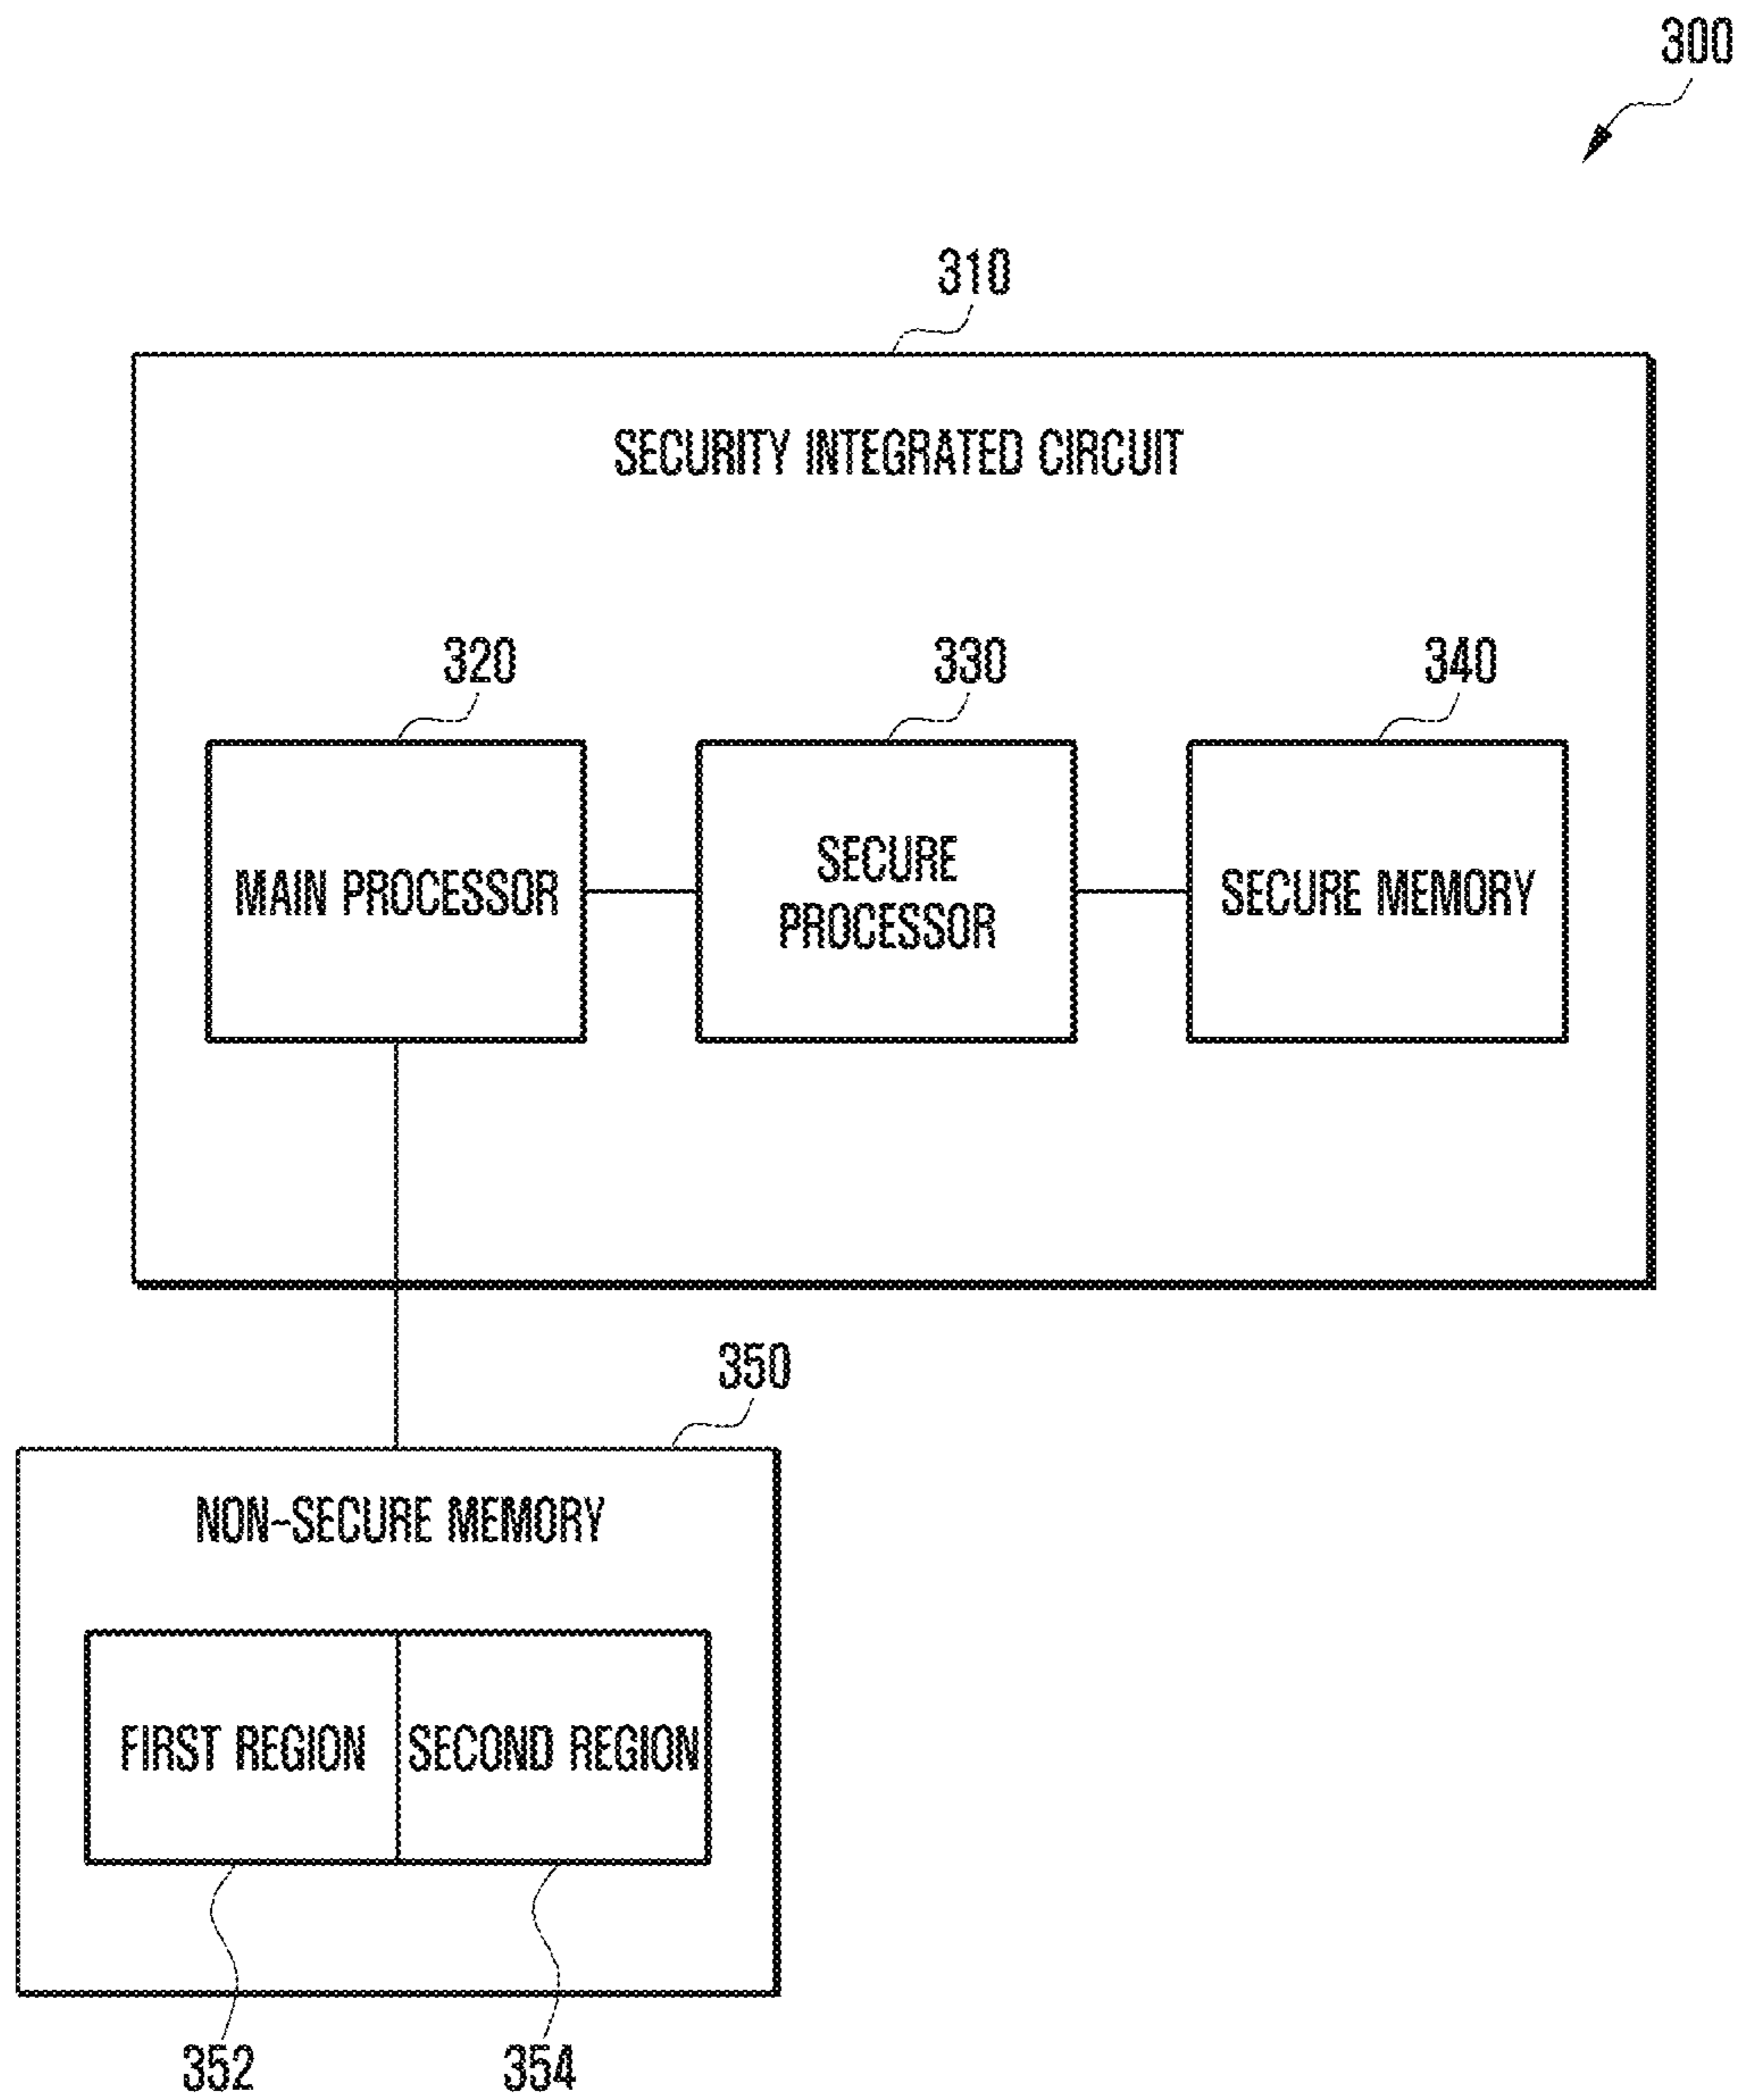 300
310
SECURITY INTEGRATED CIRCUIT
320
330
340
MAIN PROCESSOR
SECURE
PROCESSOR
SECURE MEMORY
350
NON-SECURE MEMORY
FIRST REGION
SECOND REGION
352
354